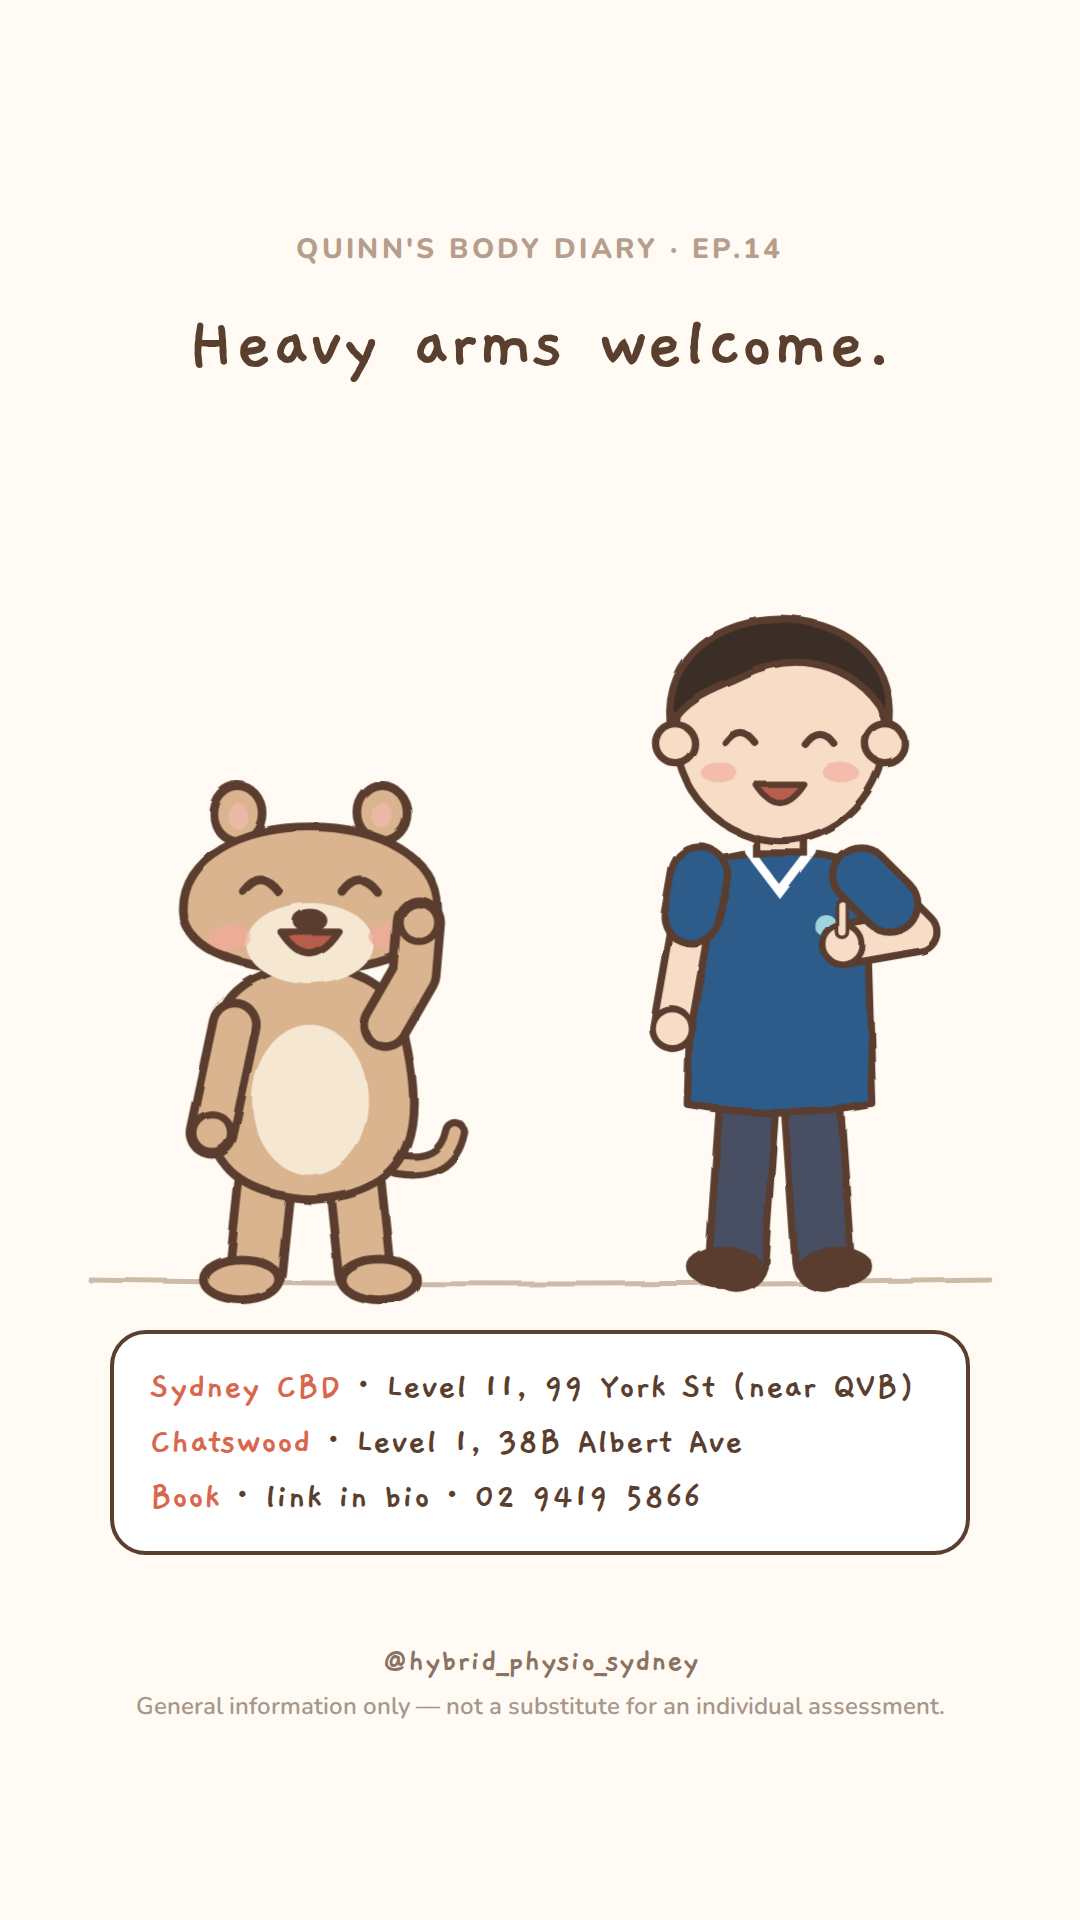 QUINN'S BODY DIARY · EP.14
Heavy arms welcome.
Sydney CBD · Level 11, 99 York St (near QVB)
Chatswood · Level 1, 38B Albert Ave
Book · link in bio · 02 9419 5866
@hybrid_physio_sydney
General information only — not a substitute for an individual assessment.